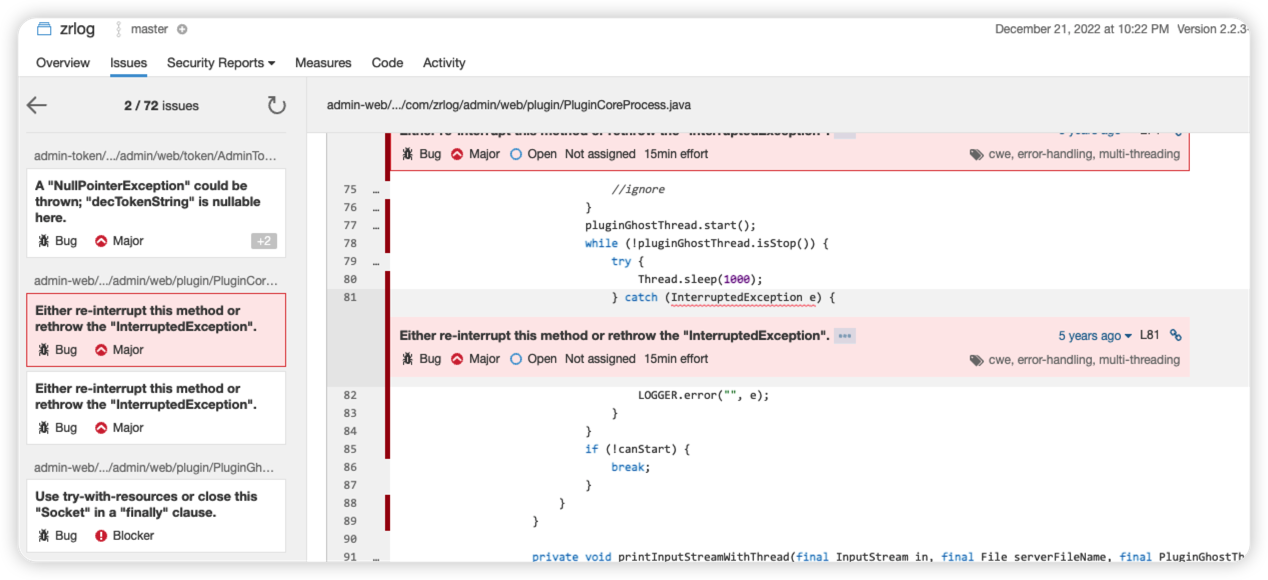 zrlog master
December 21, 2022 at 10:22 PM Version 2.2.3-
Overview Issues Security Reports Measures Code Activity
2 / 72 issues
admin-web/.../com/zrlog/admin/web/plugin/PluginCoreProcess.java
admin-token/.../admin/web/token/AdminTo...
A "NullPointerException" could be
thrown; "decTokenString" is nullable
here.
Bug Major +2
admin-web/.../admin/web/plugin/PluginCor...
Either re-interrupt this method or
rethrow the "InterruptedException".
Bug Major
Either re-interrupt this method or
rethrow the "InterruptedException".
Bug Major
admin-web/.../admin/web/plugin/PluginGh...
Use try-with-resources or close this
"Socket" in a "finally" clause.
Bug Blocker
Either re-interrupt this method or rethrow the "InterruptedException". ...
Bug Major Open Not assigned 15min effort cwe, error-handling, multi-threading
75 … //ignore
76 … }
77 … pluginGhostThread.start();
78 while (!pluginGhostThread.isStop()) {
79 … try {
80 Thread.sleep(1000);
81 } catch (InterruptedException e) {
Either re-interrupt this method or rethrow the "InterruptedException". ... 5 years ago L81
Bug Major Open Not assigned 15min effort cwe, error-handling, multi-threading
82 LOGGER.error("", e);
83 }
84 }
85 if (!canStart) {
86 break;
87 }
88 }
89 }
90
91 … private void printInputStreamWithThread(final InputStream in, final File serverFileName, final PluginGhostTh